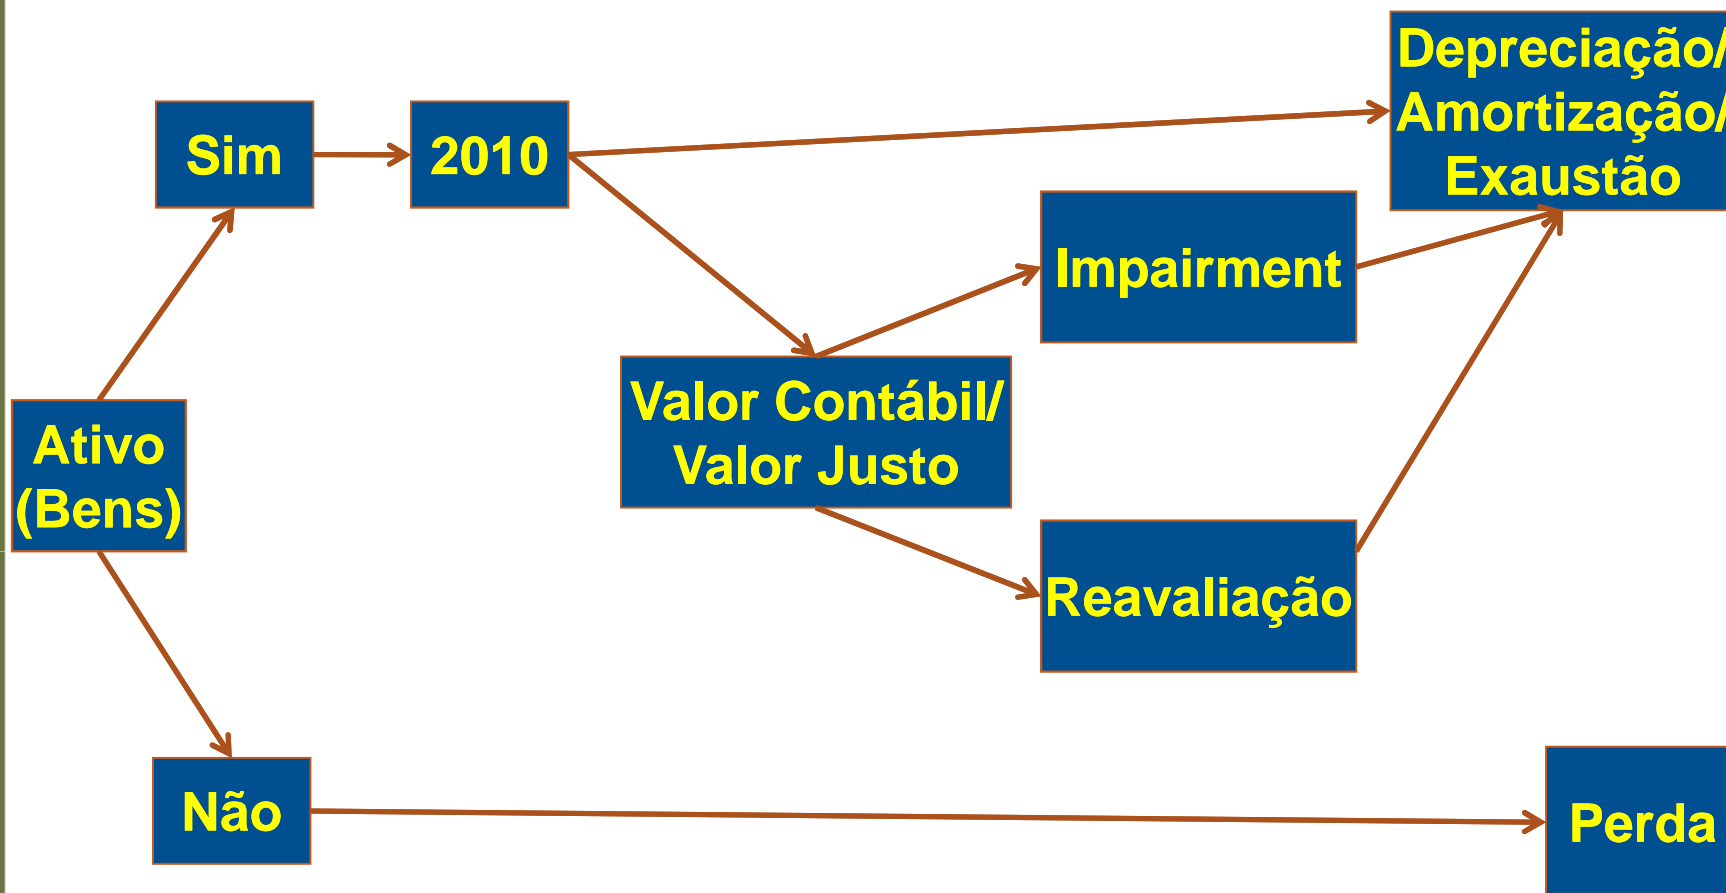 Depreciação/
Amortização/
Exaustão
Sim
2010
Impairment
Valor Contábil/
Valor Justo
Ativo
(Bens)
Reavaliação
Não
Perda